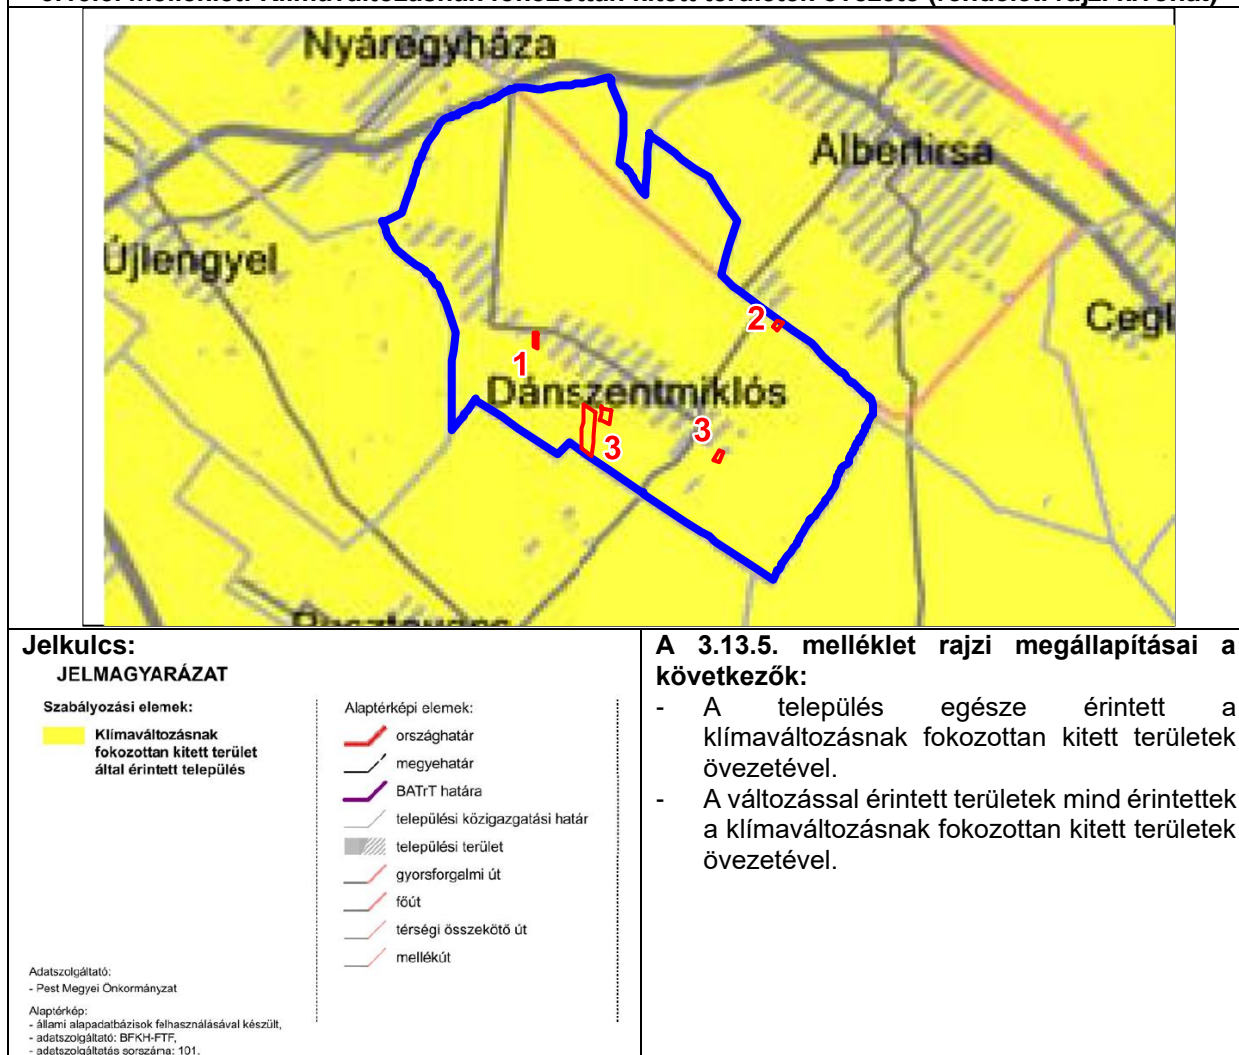 Nyáregyháza
Albertirsa
Újlengyel
Cegl
2
1
Dánszentmiklós
3
3
Jelkulcs:
JELMAGYARÁZAT
Szabályozási elemek:
Klímaváltozásnak
fokozottan kitett terület
által érintett település
Alaptérképi elemek:
országhatár
megyehatár
BATrT határa
települési közigazgatási határ
települési terület
gyorsforgalmi út
főút
térségi összekötő út
mellékút
Adatszolgáltató:
- Pest Megyei Önkormányzat
Alaptérkép:
- állami alapadatbázisok felhasználásával készült,
- adatszolgáltató: BFKH-FTF,
- adatszolgáltatás sorszáma: 101.
A 3.13.5. melléklet rajzi megállapításai a
következők:
- A település egésze érintett a
klímaváltozásnak fokozottan kitett területek
övezetével.
- A változással érintett területek mind érintettek
a klímaváltozásnak fokozottan kitett területek
övezetével.